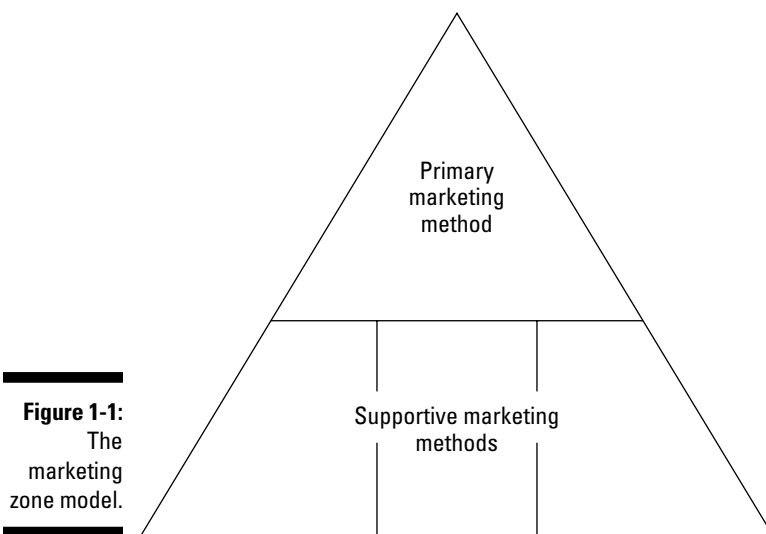 Primary
marketing
method
Supportive marketing
methods
Figure 1-1:
The
marketing
zone model.